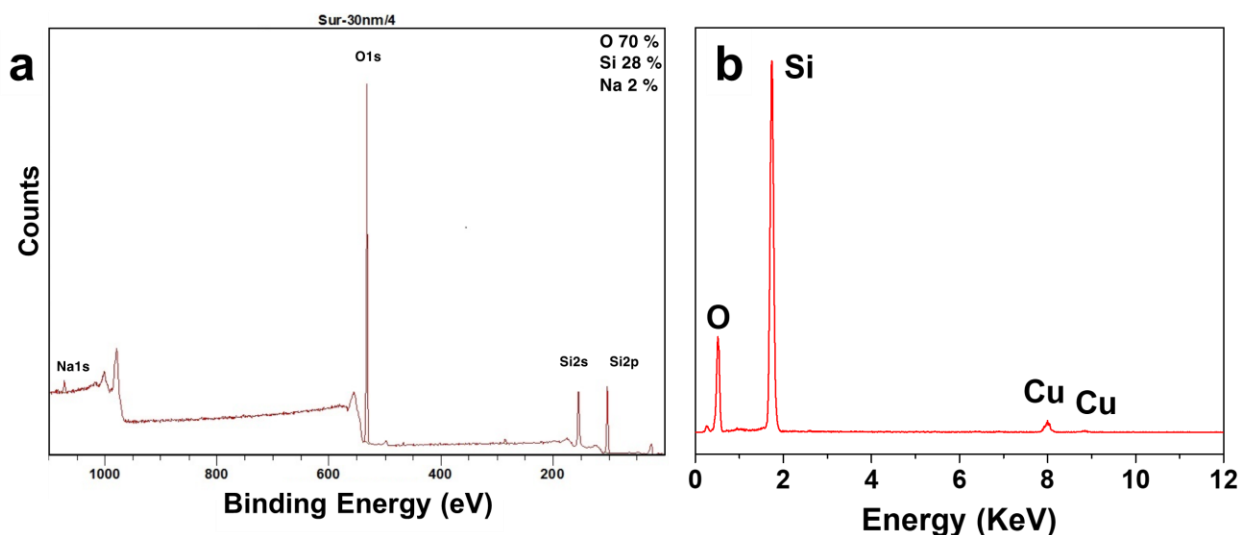 Sur-30nm/4
a
O 70 %
Si 28 %
Na 2 %
O1s
Na1s
Si2s
Si2p
Counts
1000
800
600
400
200
Binding Energy (eV)
b
Si
O
Cu
Cu
0
2
4
6
8
10
12
Energy (KeV)